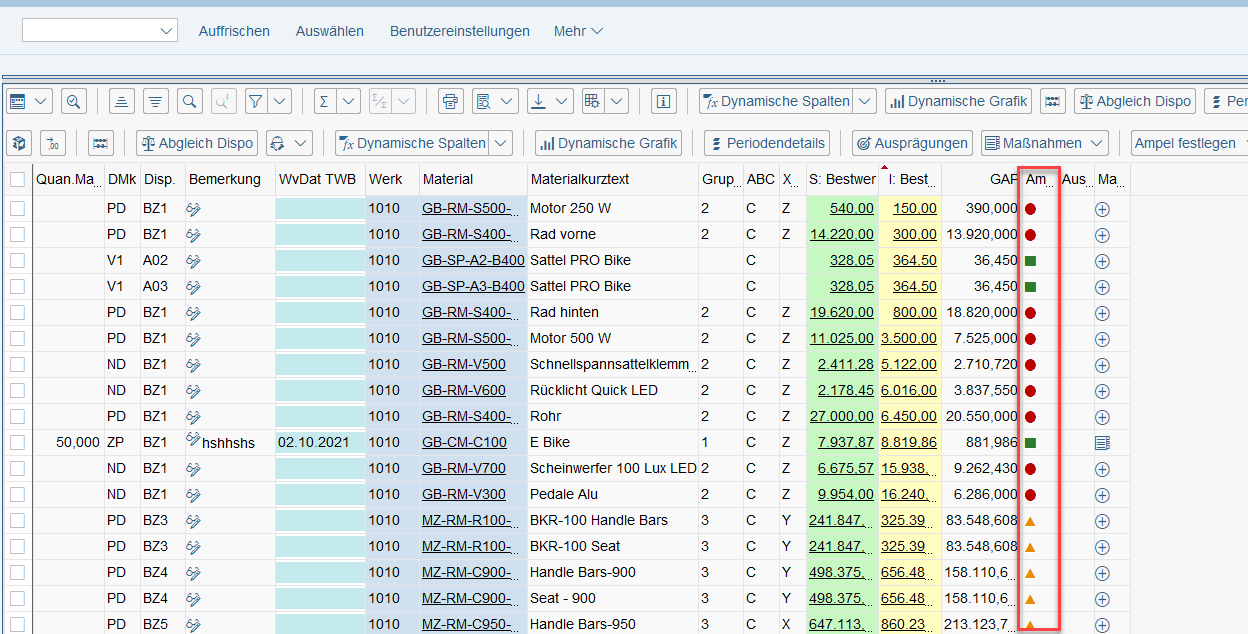 Auffrischen Auswählen Benutzereinstellungen Mehr
Dynamische Spalten Dynamische Grafik Abgleich Dispo Per
Abgleich Dispo Dynamische Spalten Dynamische Grafik Periodendetails Ausprägungen Maßnahmen Ampel festlegen
Quan.Ma... DMk Disp. Bemerkung WvDat TWB Werk Material Materialkurztext Grup... ABC X... S: Bestwer I: Best... GAP Am... Aus... Ma...
PD BZ1 1010 GB-RM-S500-... Motor 250 W 2 C Z 540,00 150,00 390,000
PD BZ1 1010 GB-RM-S400-... Rad vorne 2 C Z 14.220,00 300,00 13.920,000
V1 A02 1010 GB-SP-A2-B400 Sattel PRO Bike C 328,05 364,50 36,450
V1 A03 1010 GB-SP-A3-B400 Sattel PRO Bike C 328,05 364,50 36,450
PD BZ1 1010 GB-RM-S400-... Rad hinten 2 C Z 19.620,00 800,00 18.820,000
PD BZ1 1010 GB-RM-S500-... Motor 500 W 2 C Z 11.025,00 3.500,00 7.525,000
ND BZ1 1010 GB-RM-V500 Schnellspannsattelklemm... 2 C Z 2.411,28 5.122,00 2.710,720
ND BZ1 1010 GB-RM-V600 Rücklicht Quick LED 2 C Z 2.178,45 6.016,00 3.837,550
PD BZ1 1010 GB-RM-S400-... Rohr 2 C Z 27.000,00 6.450,00 20.550,000
50,000 ZP BZ1 hshhshs 02.10.2021 1010 GB-CM-C100 E Bike 1 C Z 7.937,87 8.819,86 881,986
ND BZ1 1010 GB-RM-V700 Scheinwerfer 100 Lux LED 2 C Z 6.675,57 15.938,... 9.262,430
ND BZ1 1010 GB-RM-V300 Pedale Alu 2 C Z 9.954,00 16.240,... 6.286,000
PD BZ3 1010 MZ-RM-R100-... BKR-100 Handle Bars 3 C Y 241.847,... 325.39... 83.548,608
PD BZ3 1010 MZ-RM-R100-... BKR-100 Seat 3 C Y 241.847,... 325.39... 83.548,608
PD BZ4 1010 MZ-RM-C900-... Handle Bars-900 3 C Y 498.375,... 656.48... 158.110,6...
PD BZ4 1010 MZ-RM-C900-... Seat - 900 3 C Y 498.375,... 656.48... 158.110,6...
PD BZ5 1010 MZ-RM-C950-... Handle Bars-950 3 C X 647.113,... 860.23... 213.123,7...